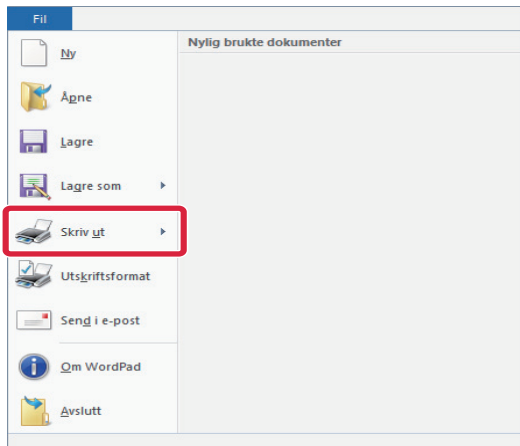 Fil
Nylig brukte dokumenter
Ny
Åpne
Lagre
Lagre som
Skriv ut
Utskriftsformat
Send i e-post
Om WordPad
Avslutt